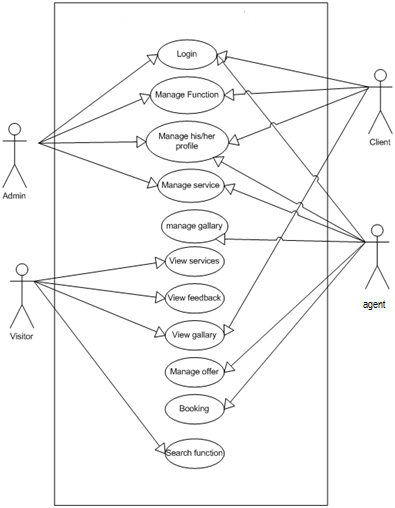 Login
Manage Function
Client
Manage his/her
profile
Admin
Manage service
manage gallary
View services
View feedback
agent
Visitor
View gallary
Manage offer
Booking
Search function